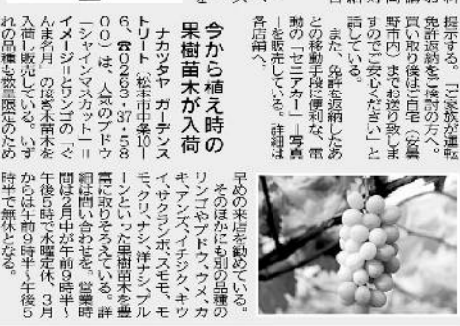 提示する。「ご家族が運転
免許返納をご検討の方へ。
買い取り後はご自宅（安曇
野市内）までお送り致しま
すのでご安心ください」と
話している。
また、免許を返納したあ
との移動手段に便利な、電
動の「セニアカー」＝写真
＝を販売している。詳細は
各店舗へ。
今から植え時の
果樹苗木が入荷
ナカツタヤ ガーデンス
トリート（松本市中条10―
6、☎0263・37・58
00）は、人気のブドウ
「シャインマスカット」＝
イメージ＝とリンゴの「ぐ
んま名月」の接ぎ木苗木を
入荷し販売している。いず
れの品種も数量限定のため
早めの来店を勧めている。
そのほかにも別の品種の
リンゴやブドウ、ウメ、カ
キ、アンズ、イチジク、キウ
イ、サクランボ、スモモ、モ
モ、クリ、ナシ、洋ナシ、プル
ーンといった果樹苗木を豊
富に取りそろえている。詳
細は問い合わせを。営業時
間は2月中が午前9時半～
午後5時で水曜定休、3月
からは午前9時半～午後5
時半で無休となる。